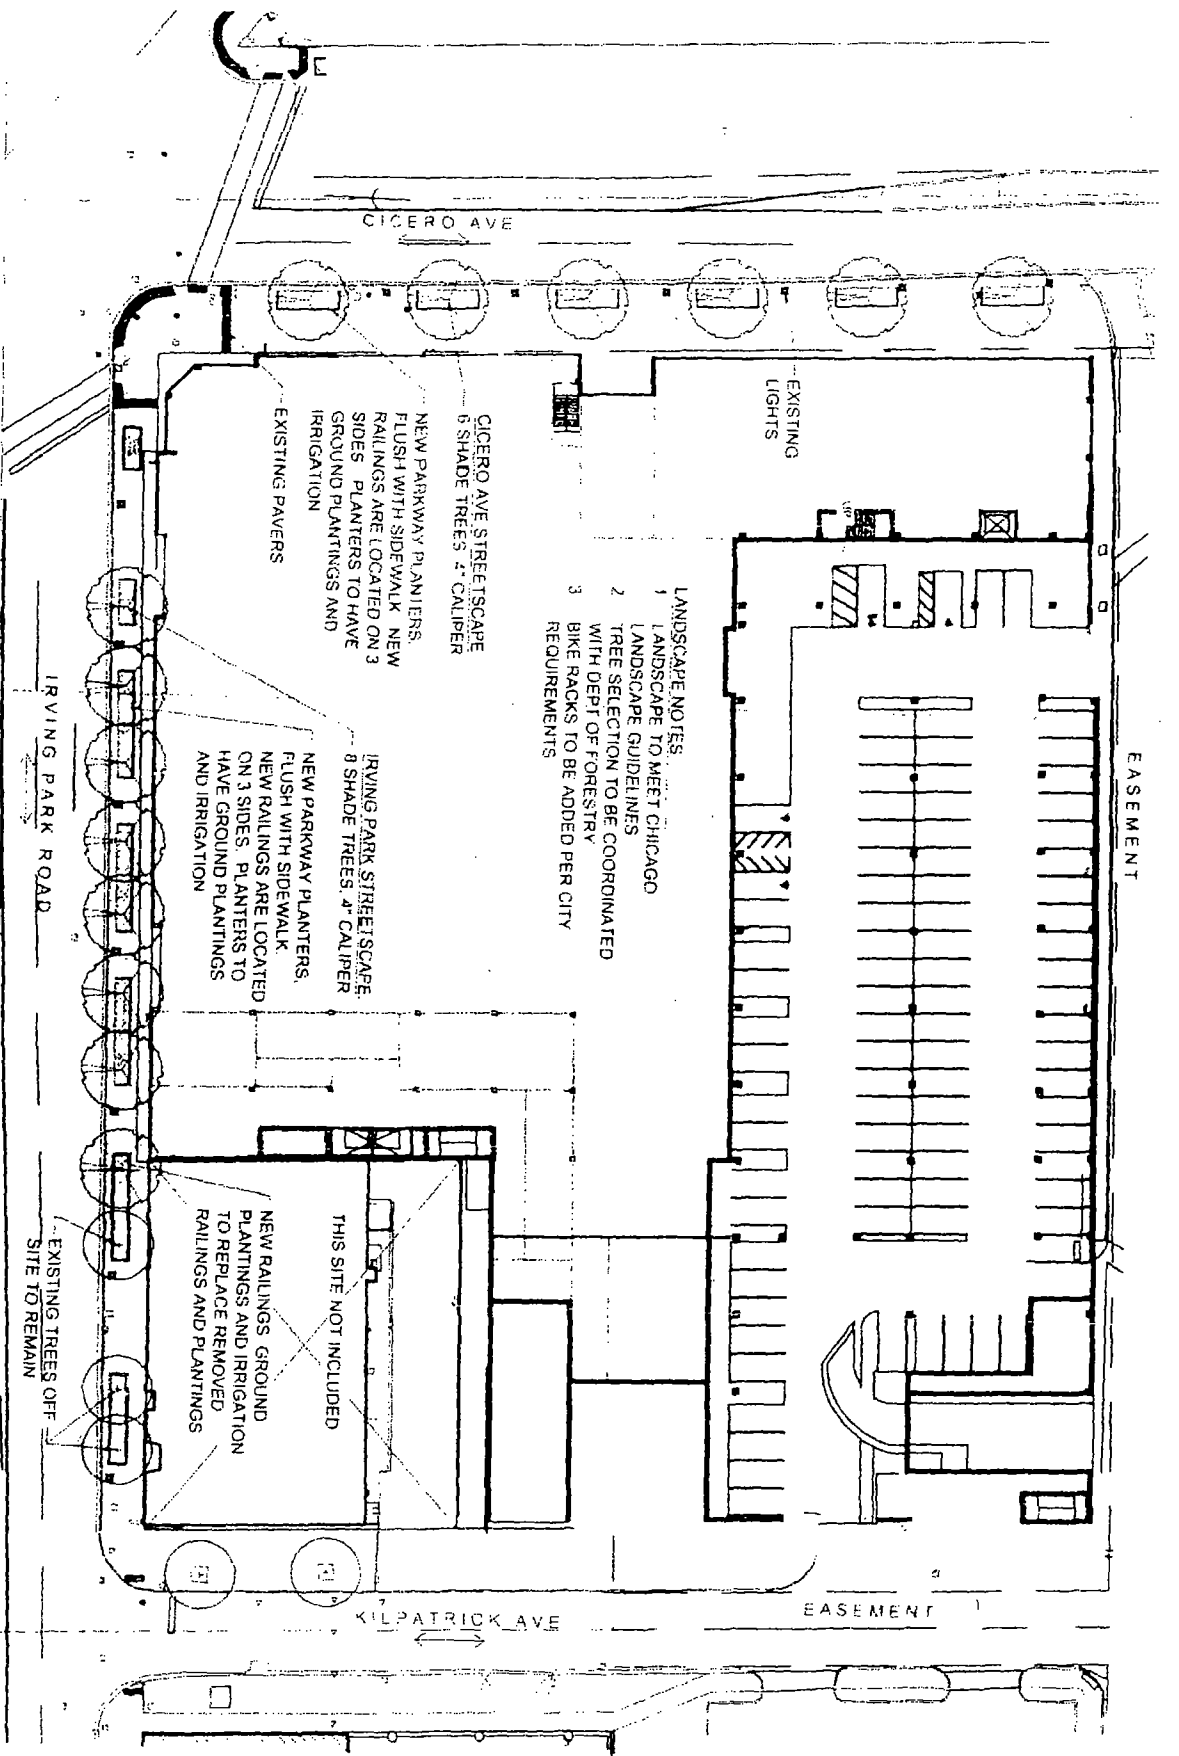 CICERO AVE
EXISTING
LIGHTS
CICERO AVE STREETSCAPE
6 SHADE TREES 4" CALIPER
NEW PARKWAY PLANTERS,
FLUSH WITH SIDEWALK NEW
RAILINGS ARE LOCATED ON 3
SIDES PLANTERS TO HAVE
GROUND PLANTINGS AND
IRRIGATION
EXISTING PAVERS
LANDSCAPE NOTES:
1 LANDSCAPE TO MEET CHICAGO
LANDSCAPE GUIDELINES
2 TREE SELECTION TO BE COORDINATED
WITH DEPT OF FORESTRY
3 BIKE RACKS TO BE ADDED PER CITY
REQUIREMENTS
EASEMENT
IRVING PARK STREETSCAPE,
8 SHADE TREES, 4" CALIPER
NEW PARKWAY PLANTERS,
FLUSH WITH SIDEWALK.
NEW RAILINGS ARE LOCATED
ON 3 SIDES. PLANTERS TO
HAVE GROUND PLANTINGS
AND IRRIGATION
IRVING PARK ROAD
THIS SITE NOT INCLUDED
NEW RAILINGS GROUND
PLANTINGS AND IRRIGATION
TO REPLACE REMOVED
RAILINGS AND PLANTINGS
EXISTING TREES OFF
SITE TO REMAIN
KILPATRICK AVE
EASEMENT